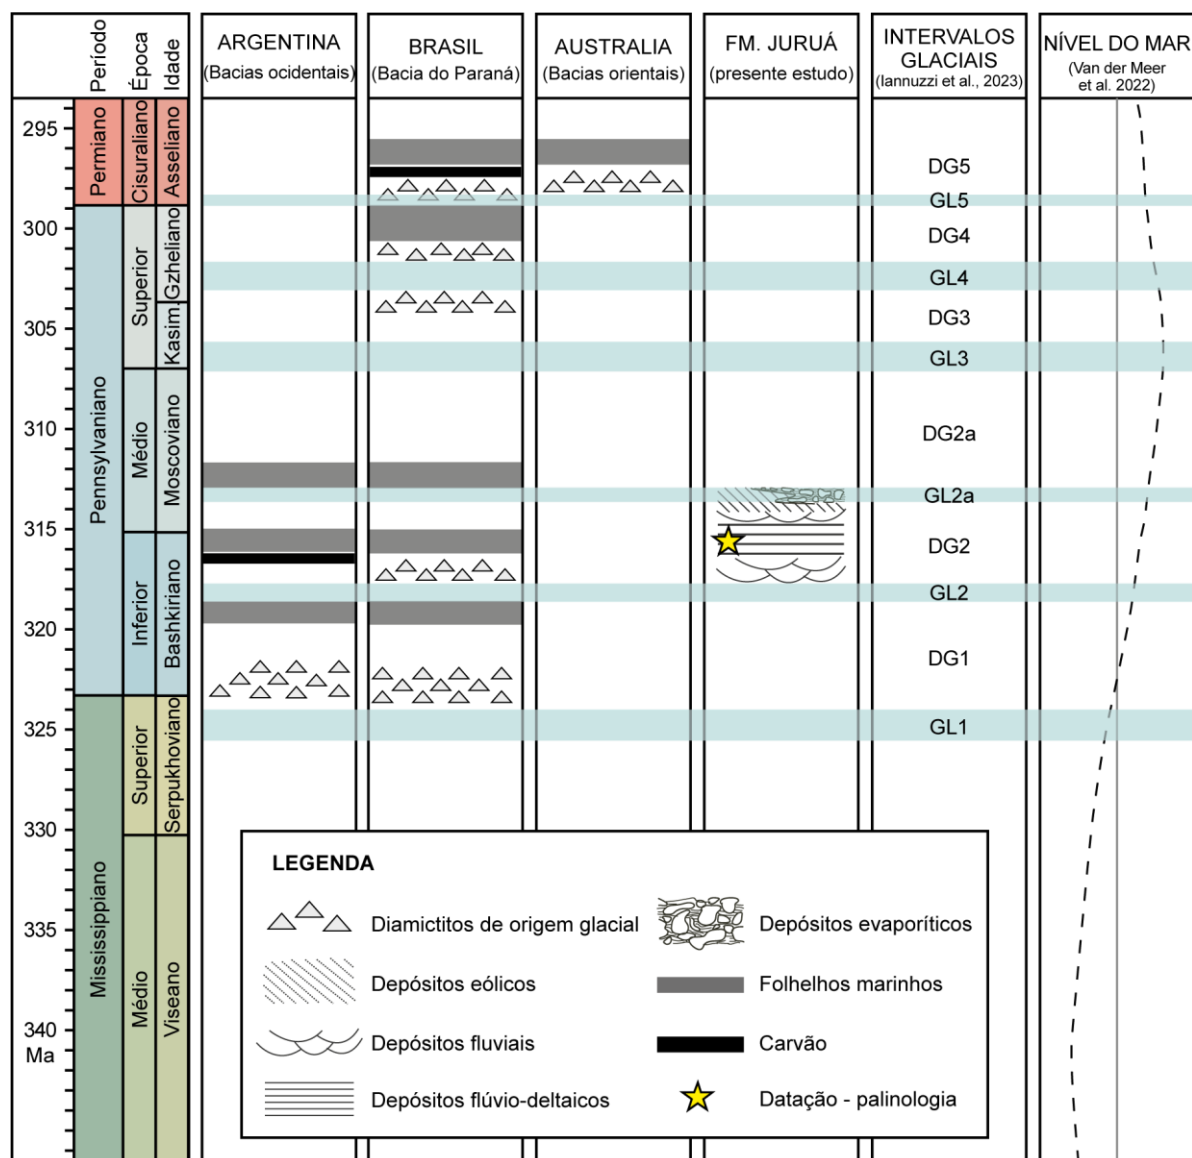 Período
Época
Idade
ARGENTINA
(Bacias ocidentais)
BRASIL
(Bacia do Paraná)
AUSTRALIA
(Bacias orientais)
FM. JURUÁ
(presente estudo)
INTERVALOS
GLACIAIS
(Iannuzzi et al., 2023)
NÍVEL DO MAR
(Van der Meer
et al. 2022)
295
300
305
310
315
320
325
330
335
340
Ma
Permiano
Pennsylvaniano
Mississippiano
Cisuraliano
Superior
Médio
Inferior
Superior
Médio
Asseliano
Gzheliano
Kasim.
Moscoviano
Bashkiriano
Serpukhoviano
Viseano
DG5
GL5
DG4
GL4
DG3
GL3
DG2a
GL2a
DG2
GL2
DG1
GL1
LEGENDA
Diamictitos de origem glacial
Depósitos eólicos
Depósitos fluviais
Depósitos flúvio-deltaicos
Depósitos evaporíticos
Folhelhos marinhos
Carvão
Datação - palinologia